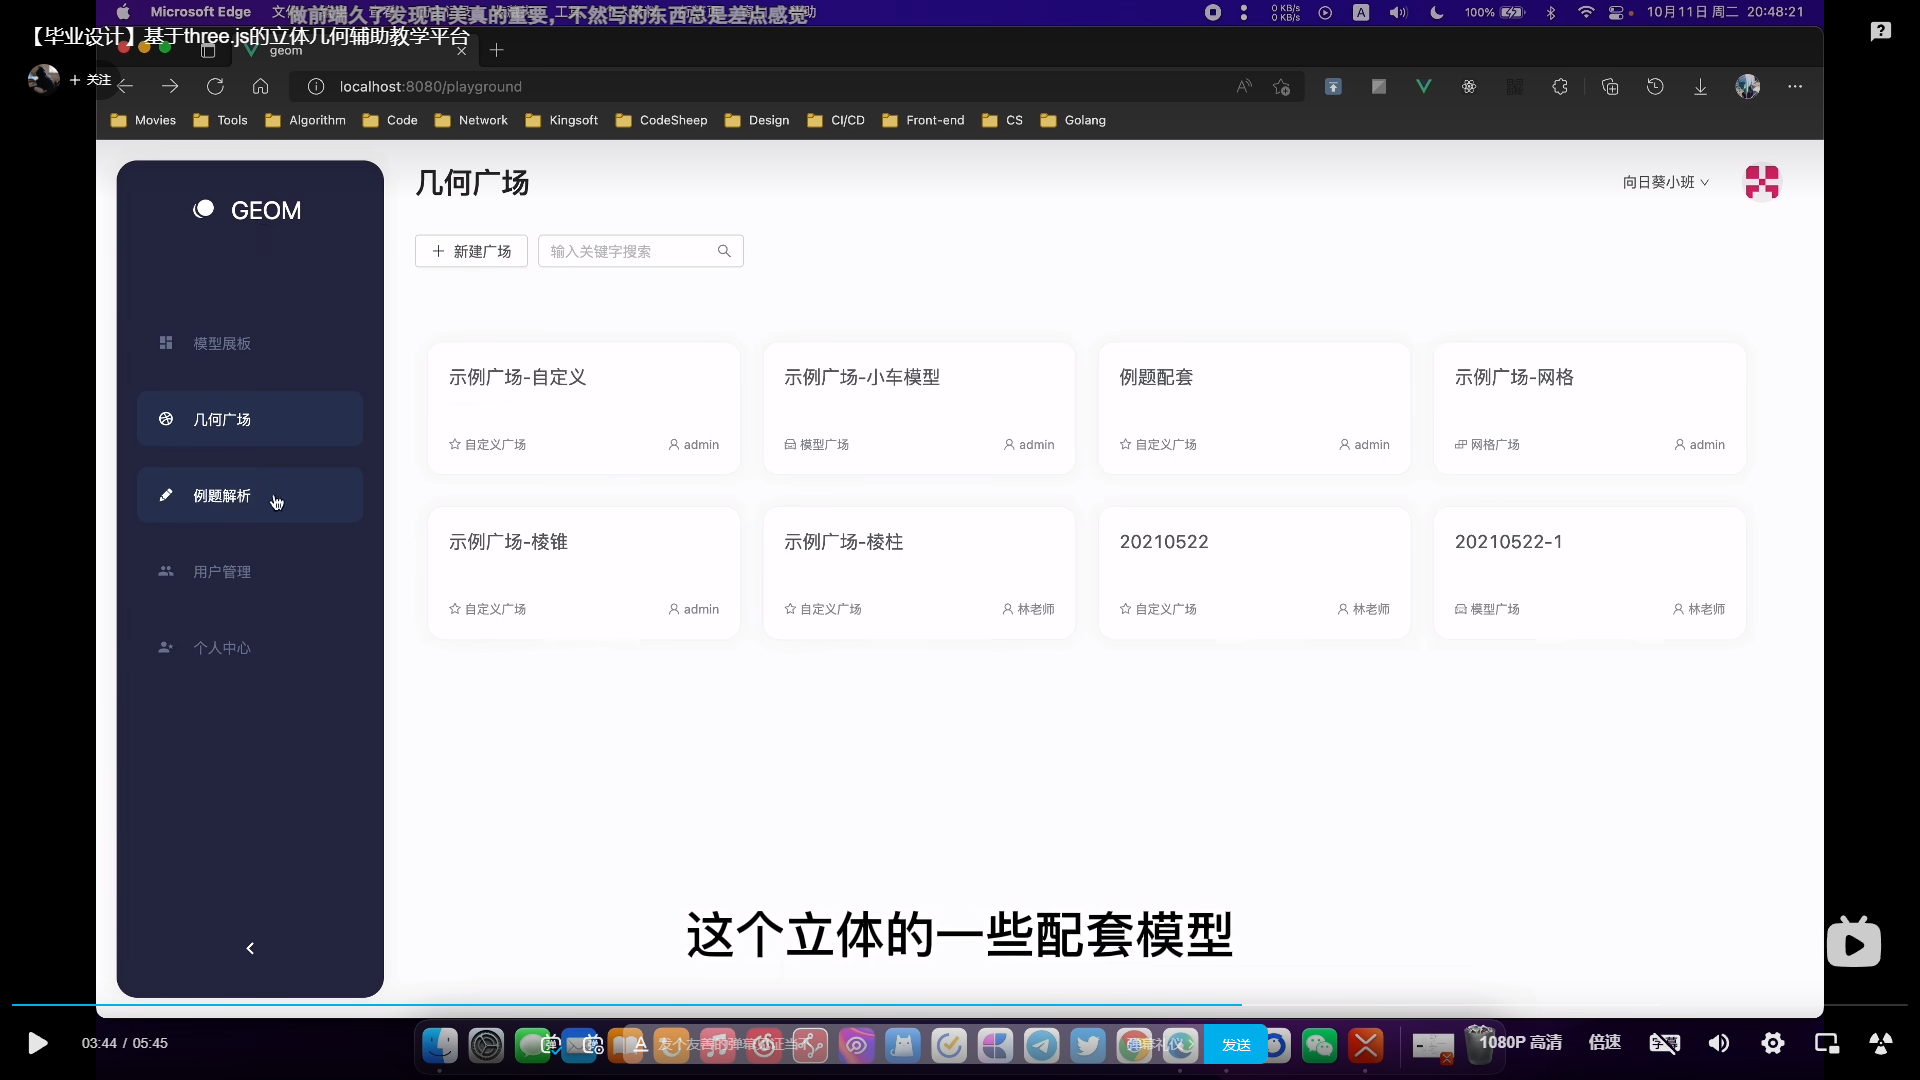 Microsoft Edge
做前端久了发现审美真的重要，不然写的东西总是差点感觉
0 KB/s
0 KB/s
A
100%
10月11日 周二 20:48:21
【毕业设计】基于three.js的立体几何辅助教学平台
geom
+ 关注
localhost:8080/playground
Movies
Tools
Algorithm
Code
Network
Kingsoft
CodeSheep
Design
CI/CD
Front-end
CS
Golang
GEOM
模型展板
几何广场
例题解析
用户管理
个人中心
几何广场
向日葵小班
+ 新建广场
输入关键字搜索
示例广场-自定义
自定义广场
admin
示例广场-小车模型
模型广场
admin
例题配套
自定义广场
admin
示例广场-网格
网格广场
admin
示例广场-棱锥
自定义广场
admin
示例广场-棱柱
自定义广场
林老师
20210522
自定义广场
林老师
20210522-1
模型广场
林老师
这个立体的一些配套模型
03:44 / 05:45
发个友善的弹幕见证当下
弹幕礼仪 >
发送
1080P 高清
倍速
字幕